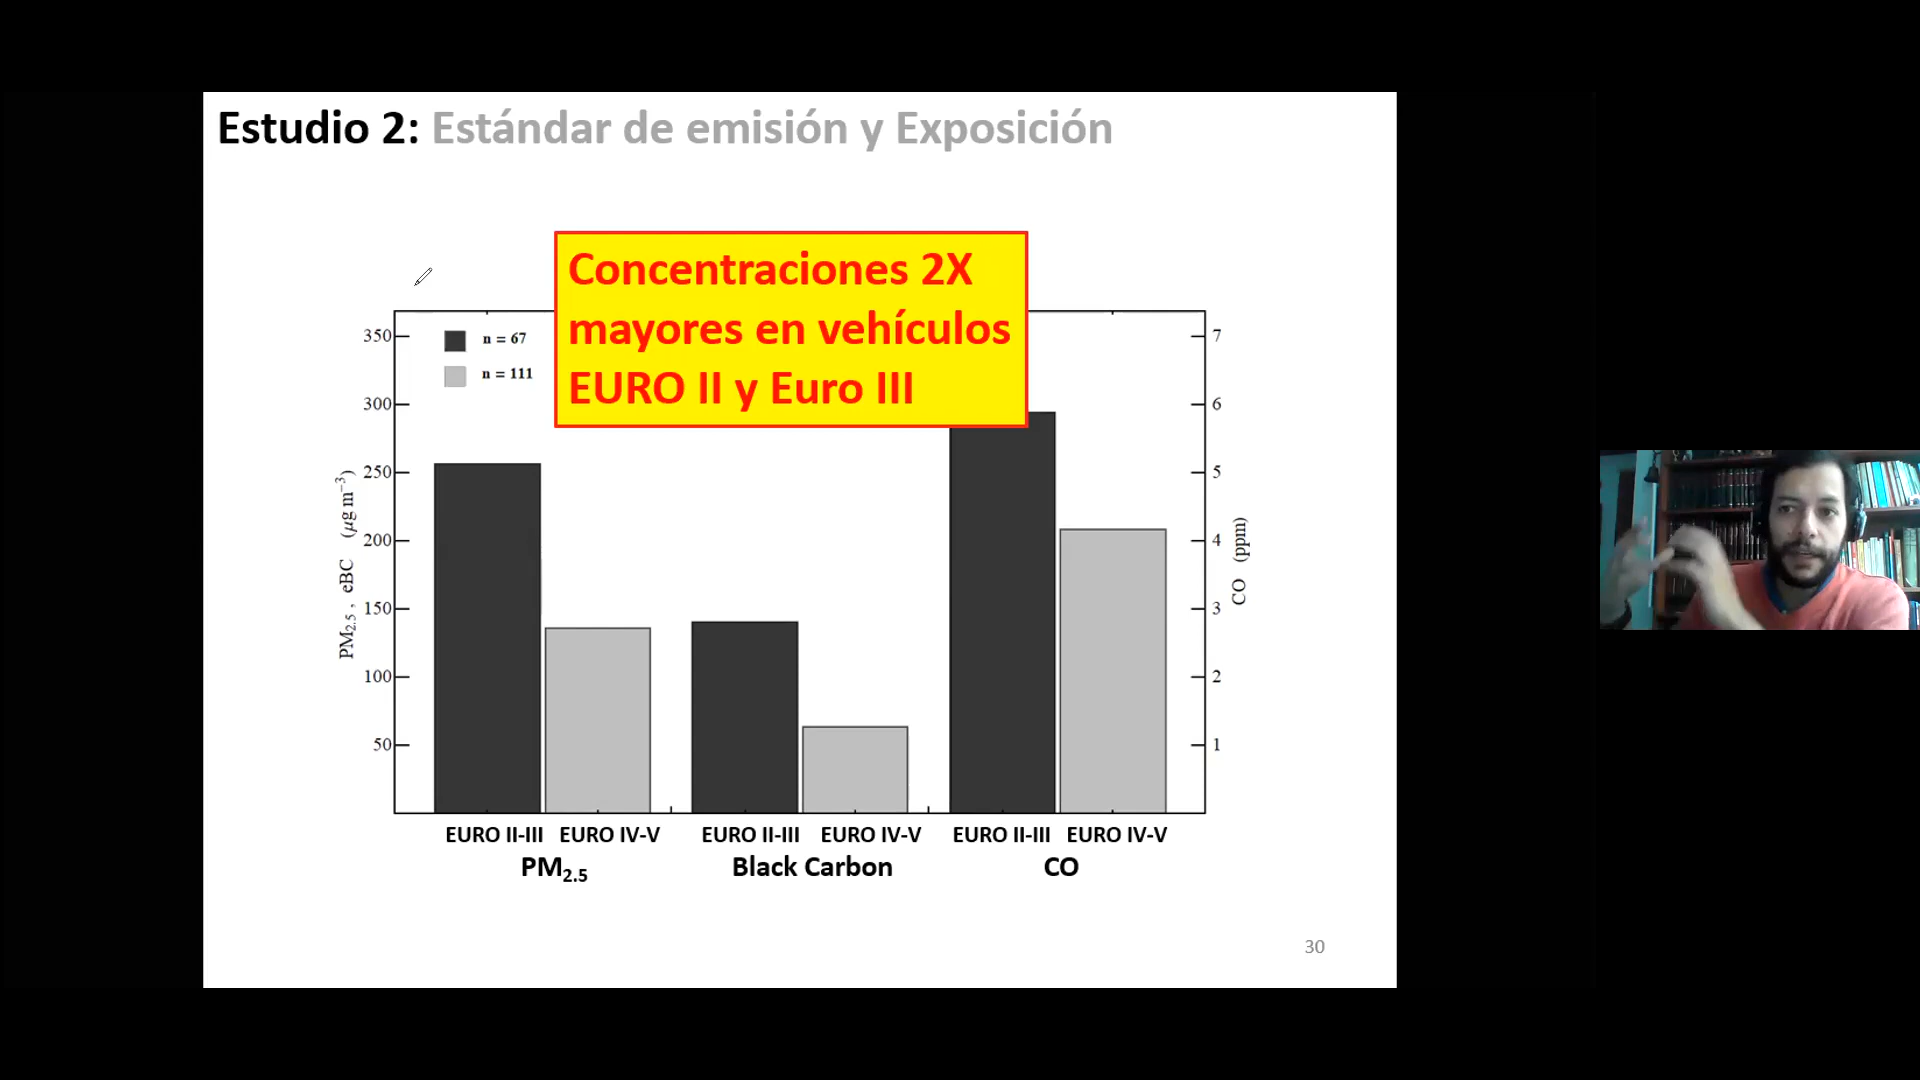 Estudio 2: Estándar de emisión y Exposición
Concentraciones 2X
mayores en vehículos
EURO II y Euro III
n = 67
n = 111
350
300
250
200
150
100
50
PM2.5 , eBC (μg m−3)
7
6
5
4
3
2
1
CO (ppm)
EURO II-III EURO IV-V EURO II-III EURO IV-V EURO II-III EURO IV-V
PM2.5 Black Carbon CO
30